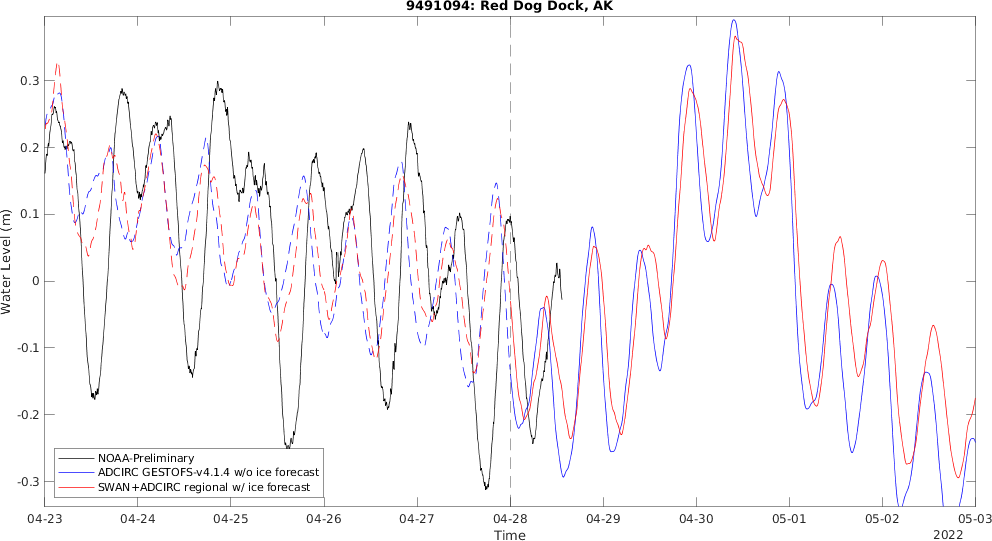 9491094: Red Dog Dock, AK
Water Level (m)
0.3
0.2
0.1
0
-0.1
-0.2
-0.3
NOAA-Preliminary
ADCIRC GESTOFS-v4.1.4 w/o ice forecast
SWAN+ADCIRC regional w/ ice forecast
04-23 04-24 04-25 04-26 04-27 04-28 04-29 04-30 05-01 05-02 05-03
Time
2022